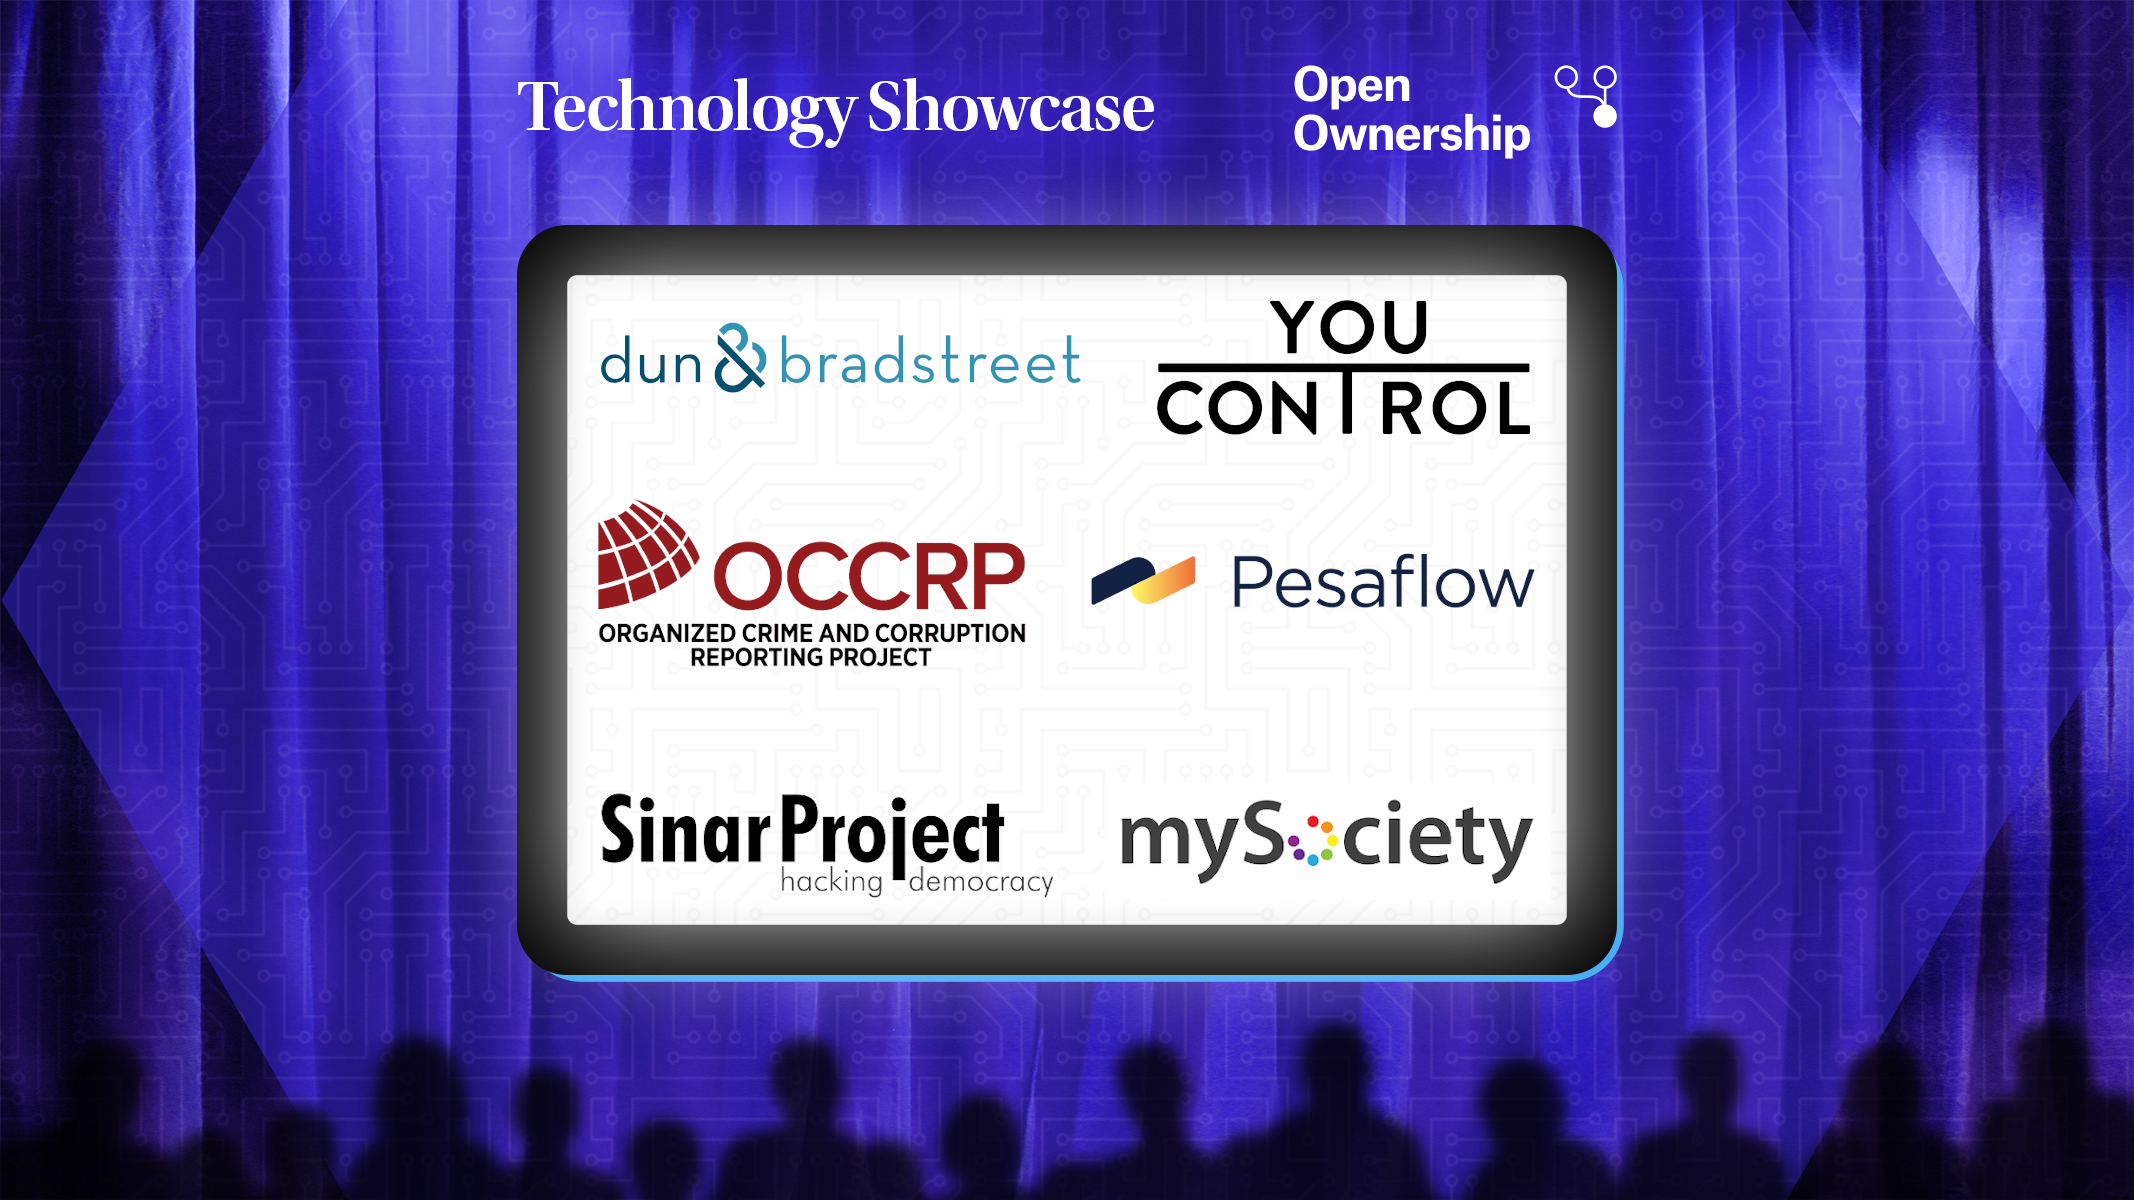 Technology Showcase
Open
Ownership
dun & bradstreet
YOU
CONTROL
OCCRP
ORGANIZED CRIME AND CORRUPTION
REPORTING PROJECT
Pesaflow
Sinar Project
hacking democracy
mySociety